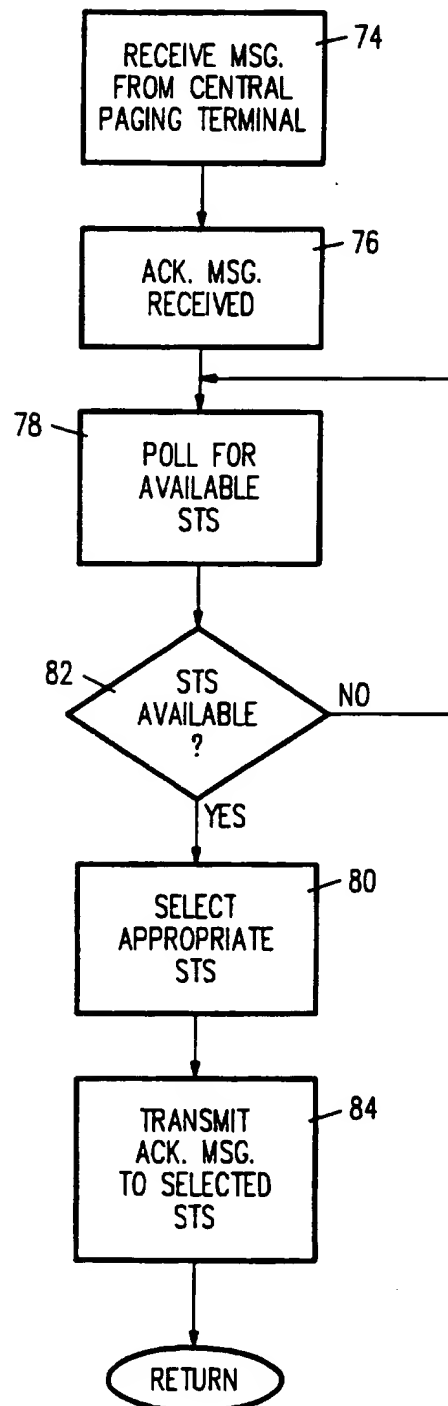 RECEIVE MSG.
FROM CENTRAL
PAGING TERMINAL
74
ACK. MSG.
RECEIVED
76
78
POLL FOR
AVAILABLE
STS
82
STS
AVAILABLE
?
NO
YES
SELECT
APPROPRIATE
STS
80
TRANSMIT
ACK. MSG.
TO SELECTED
STS
84
RETURN